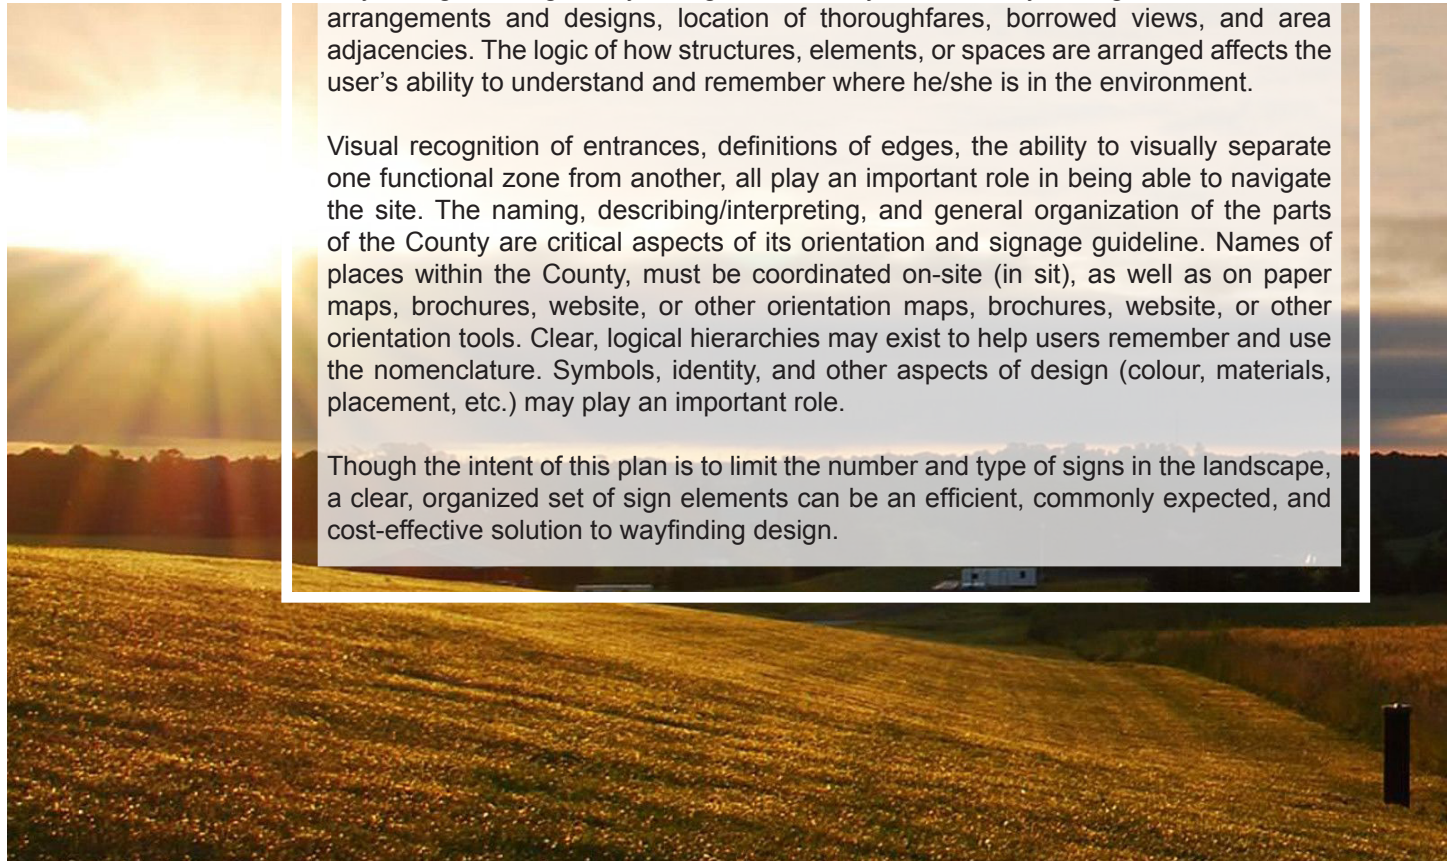 arrangements and designs, location of thoroughfares, borrowed views, and area
adjacencies. The logic of how structures, elements, or spaces are arranged affects the
user's ability to understand and remember where he/she is in the environment.
Visual recognition of entrances, definitions of edges, the ability to visually separate
one functional zone from another, all play an important role in being able to navigate
the site. The naming, describing/interpreting, and general organization of the parts
of the County are critical aspects of its orientation and signage guideline. Names of
places within the County, must be coordinated on-site (in sit), as well as on paper
maps, brochures, website, or other orientation maps, brochures, website, or other
orientation tools. Clear, logical hierarchies may exist to help users remember and use
the nomenclature. Symbols, identity, and other aspects of design (colour, materials,
placement, etc.) may play an important role.
Though the intent of this plan is to limit the number and type of signs in the landscape,
a clear, organized set of sign elements can be an efficient, commonly expected, and
cost-effective solution to wayfinding design.